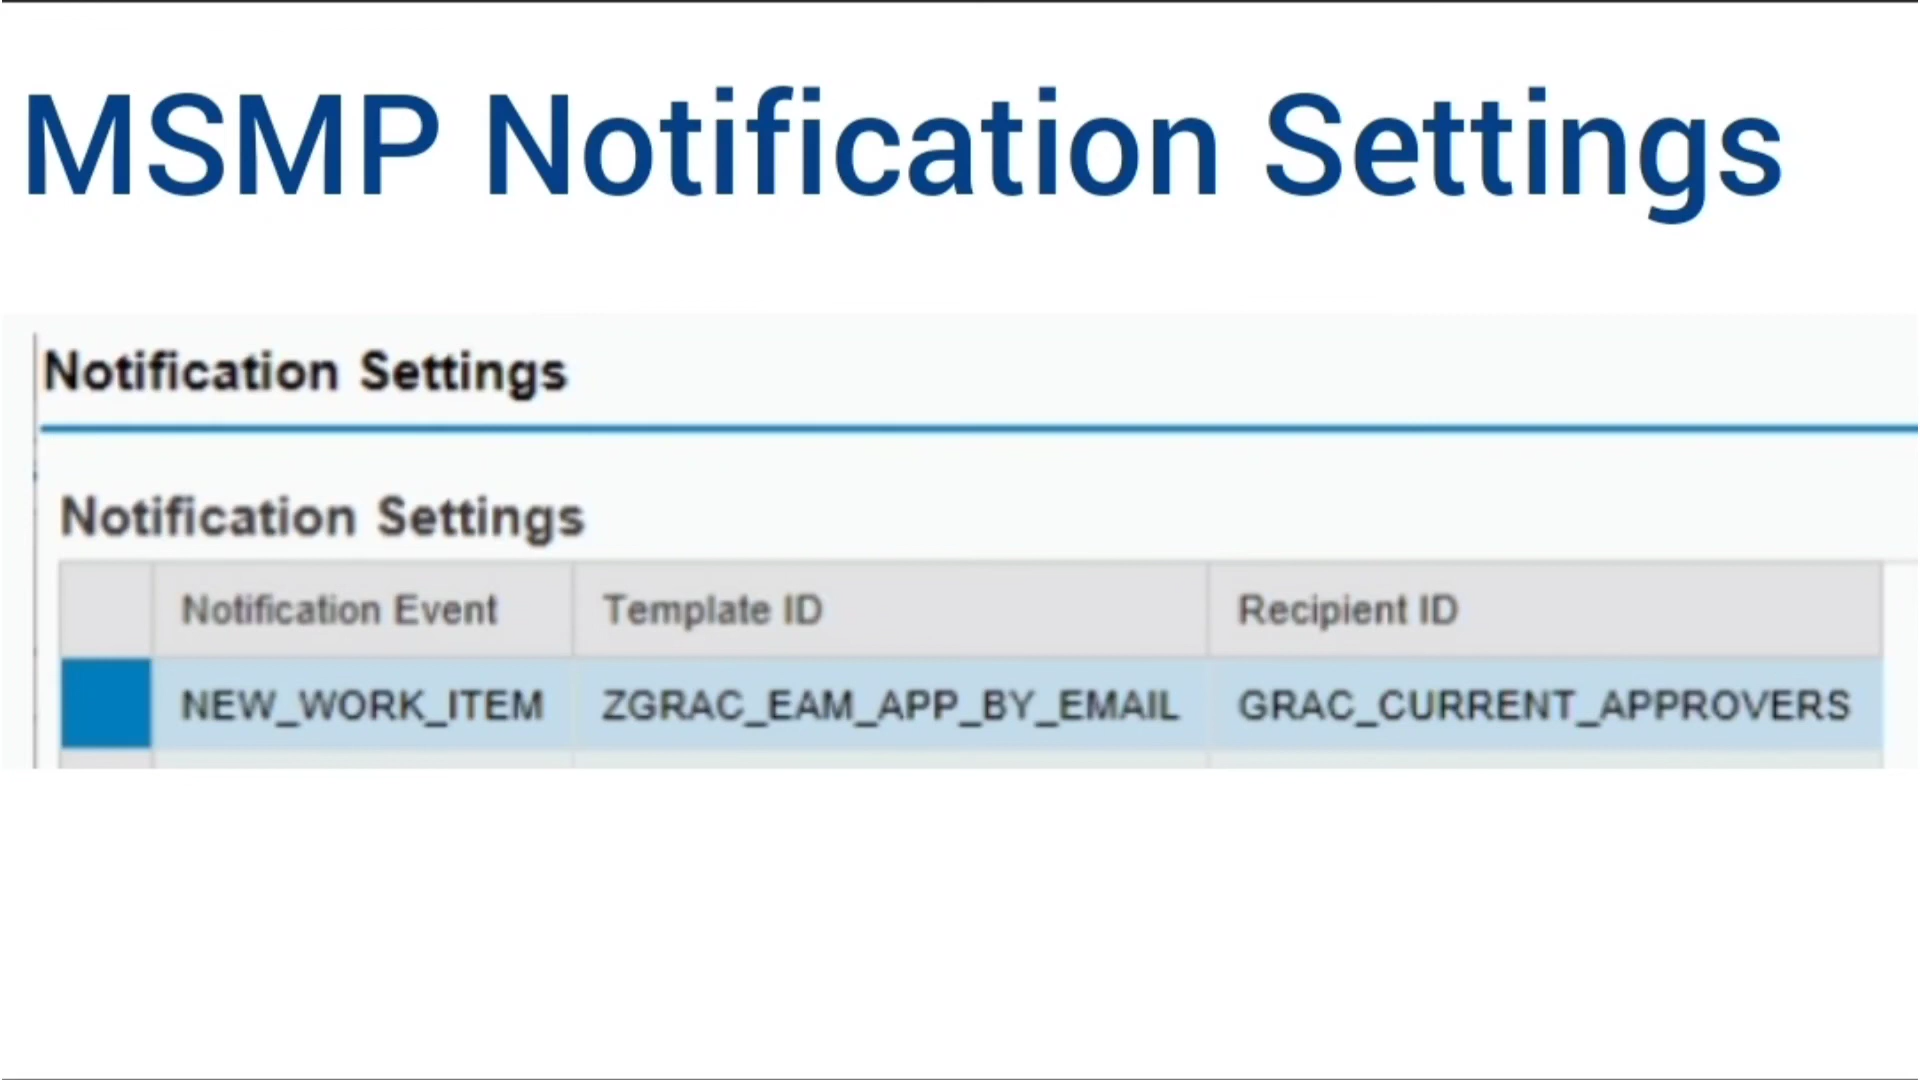 MSMP Notification Settings
Notification Settings
Notification Settings
Notification Event Template ID Recipient ID
NEW_WORK_ITEM ZGRAC_EAM_APP_BY_EMAIL GRAC_CURRENT_APPROVERS